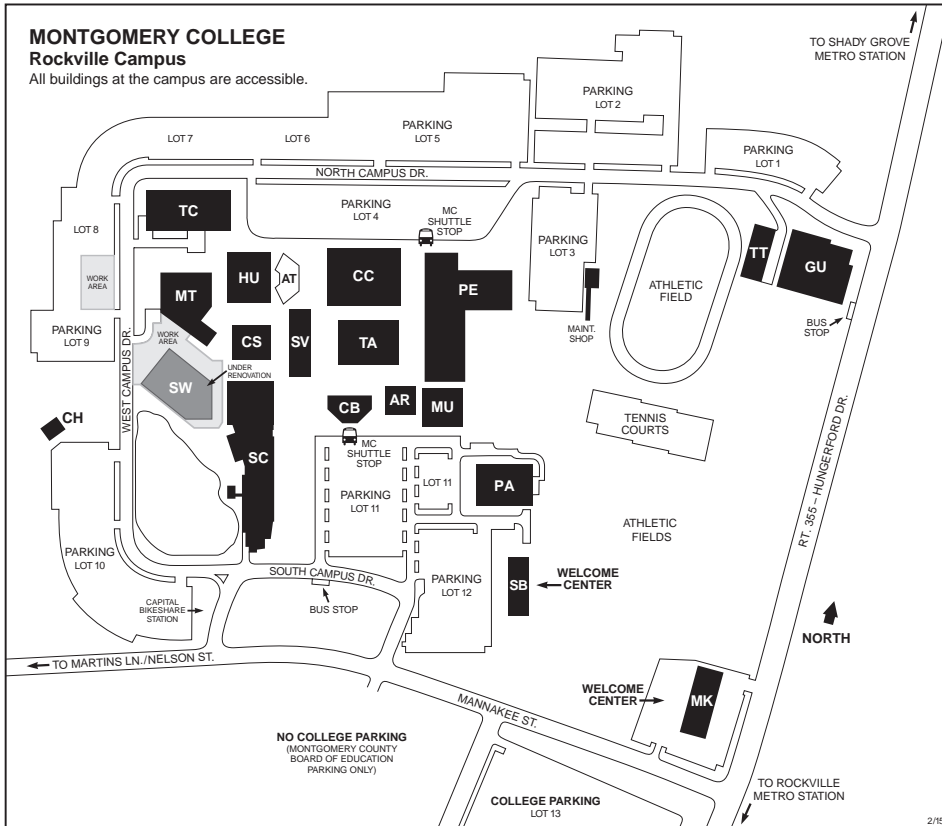 MONTGOMERY COLLEGE
Rockville Campus
All buildings at the campus are accessible.
TO SHADY GROVE
METRO STATION
PARKING
LOT 2
LOT 7
LOT 6
PARKING
LOT 5
PARKING
LOT 1
NORTH CAMPUS DR.
TC
PARKING
LOT 4
MC
SHUTTLE
STOP
LOT 8
PARKING
LOT 3
TT
GU
HU
AT
CC
PE
WORK
AREA
MT
ATHLETIC
FIELD
BUS
STOP
MAINT.
SHOP
PARKING
LOT 9
WORK
AREA
CS
SV
TA
UNDER
RENOVATION
SW
WEST CAMPUS DR.
CH
CB
AR
MU
TENNIS
COURTS
RT. 355 – HUNGERFORD DR.
MC
SHUTTLE
STOP
SC
LOT 11
PA
PARKING
LOT 11
ATHLETIC
FIELDS
PARKING
LOT 10
SOUTH CAMPUS DR.
PARKING
LOT 12
SB
WELCOME
CENTER
CAPITAL
BIKESHARE
STATION
BUS STOP
NORTH
TO MARTINS LN./NELSON ST.
WELCOME
CENTER
MK
MANNAKEE ST.
NO COLLEGE PARKING
(MONTGOMERY COUNTY
BOARD OF EDUCATION
PARKING ONLY)
TO ROCKVILLE
METRO STATION
COLLEGE PARKING
LOT 13
2/15